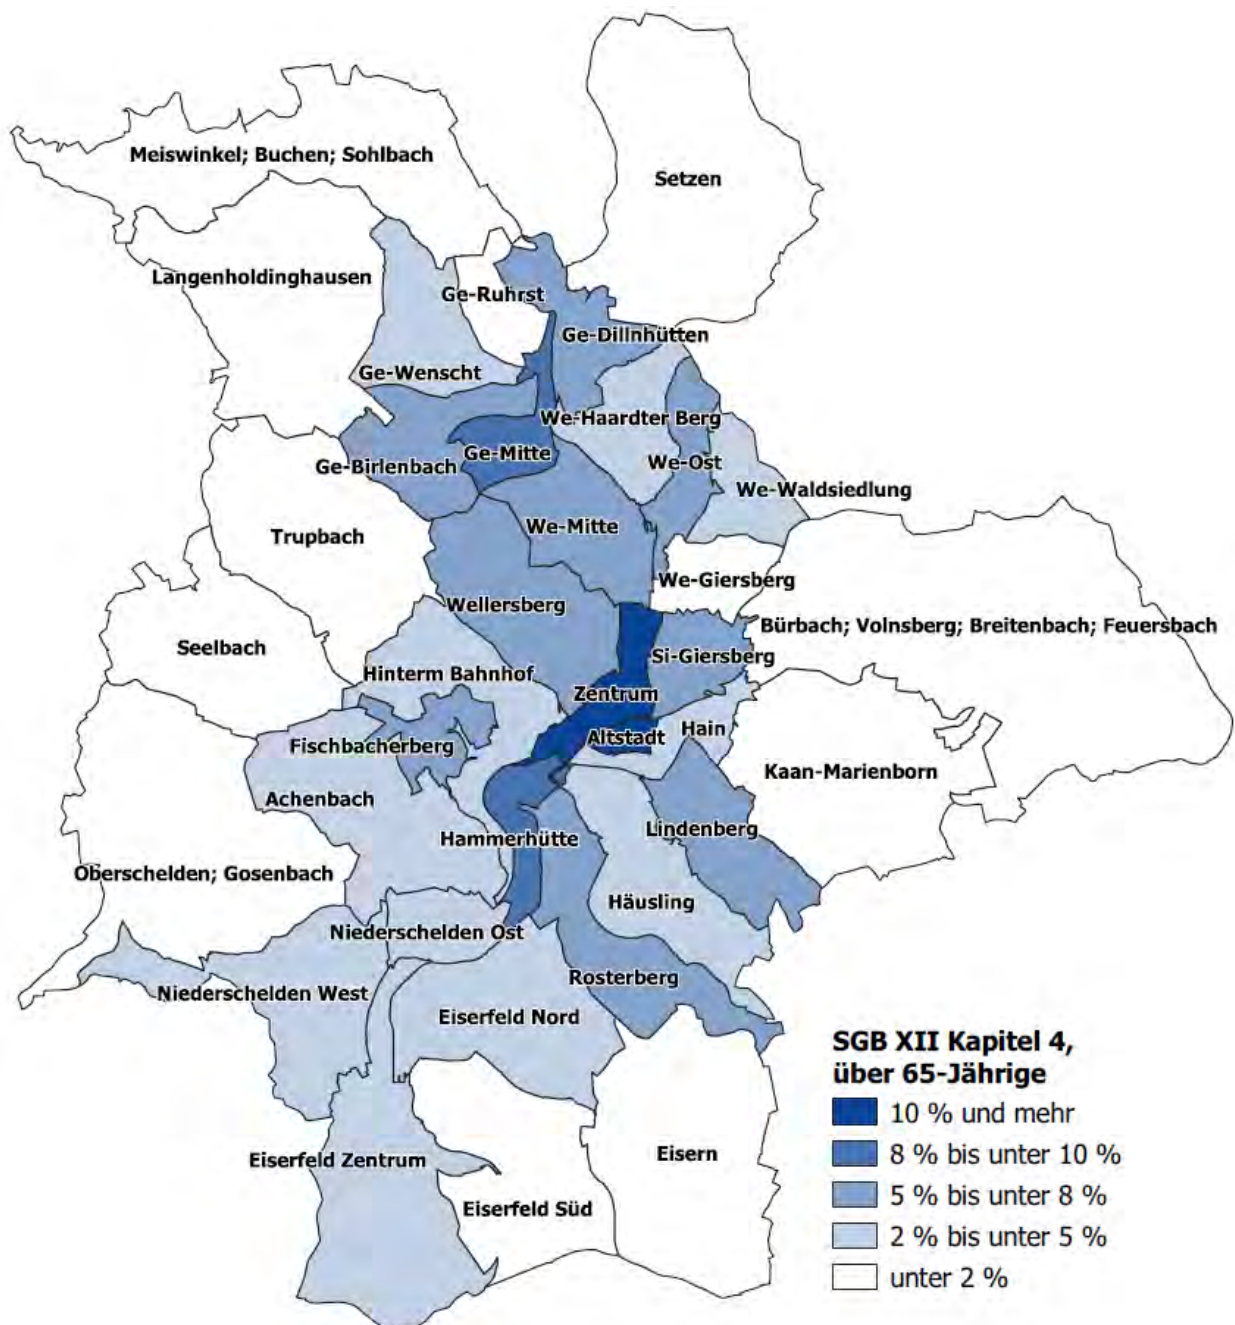 Meiswinkel; Buchen; Sohlbach
Setzen
Langenholdinghausen
Ge-Ruhrst
Ge-Dillnhütten
Ge-Wenscht
We-Haardter Berg
Ge-Mitte
Ge-Birlenbach
We-Ost
We-Waldsiedlung
We-Mitte
Trupbach
We-Giersberg
Wellersberg
Bürbach; Volnsberg; Breitenbach; Feuersbach
Seelbach
Si-Giersberg
Hinterm Bahnhof
Zentrum
Hain
Altstadt
Fischbacherberg
Kaan-Marienborn
Achenbach
Lindenberg
Hammerhütte
Oberschelden; Gosenbach
Häusling
Niederschelden Ost
Rosterberg
Niederschelden West
Eiserfeld Nord
Eisern
Eiserfeld Zentrum
Eiserfeld Süd
SGB XII Kapitel 4,
über 65-Jährige
10 % und mehr
8 % bis unter 10 %
5 % bis unter 8 %
2 % bis unter 5 %
unter 2 %